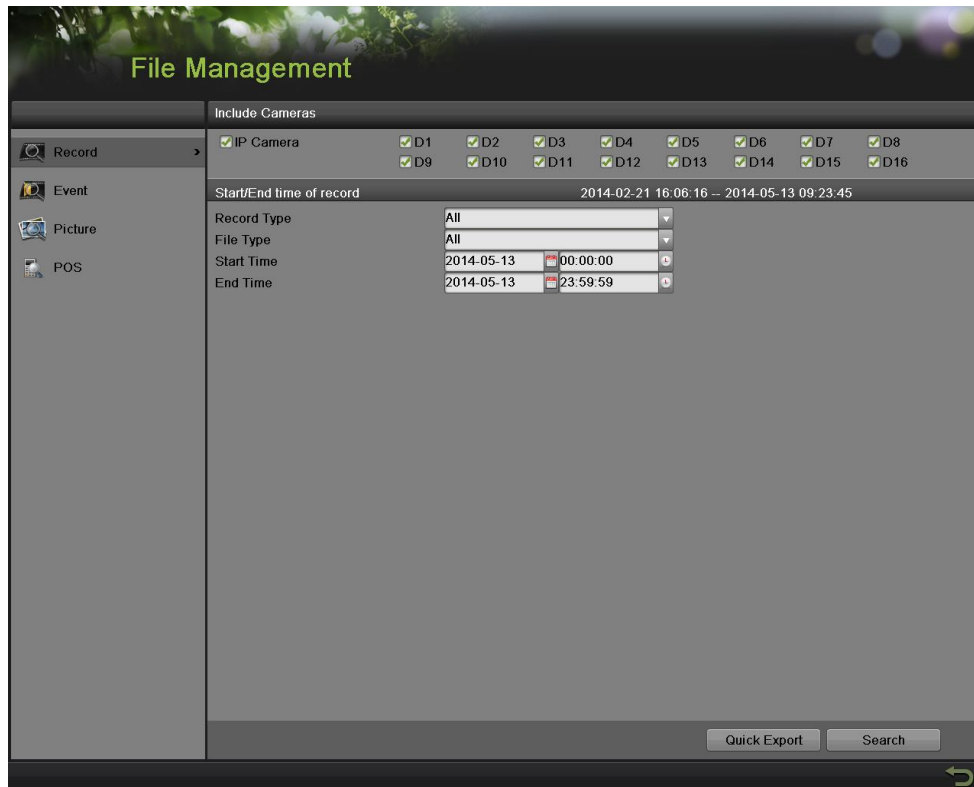 File Management
Include Cameras
Record
Event
Picture
POS
IP Camera D1 D2 D3 D4 D5 D6 D7 D8
D9 D10 D11 D12 D13 D14 D15 D16
Start/End time of record 2014-02-21 16:06:16 -- 2014-05-13 09:23:45
Record Type All
File Type All
Start Time 2014-05-13 00:00:00
End Time 2014-05-13 23:59:59
Quick Export Search